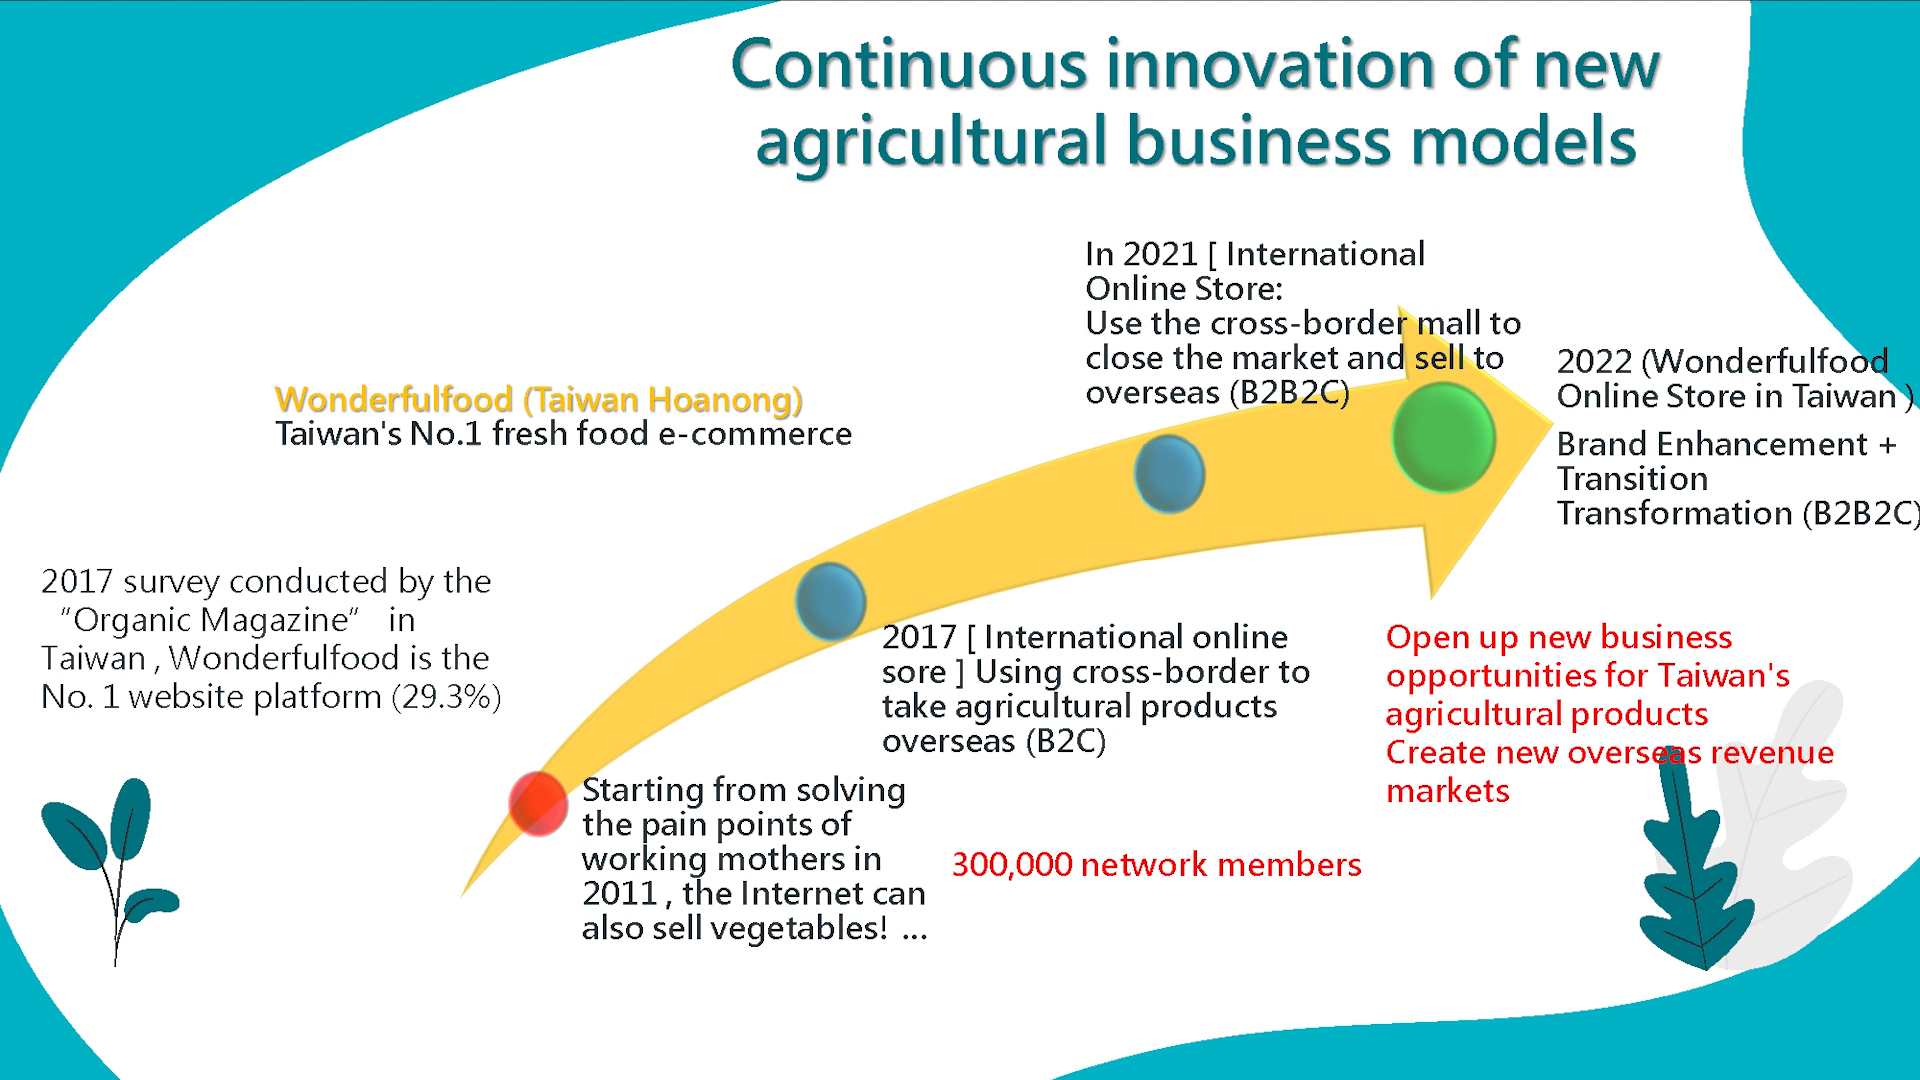 Continuous innovation of new
agricultural business models
In 2021 [ International
Online Store:
Use the cross-border mall to
close the market and sell to
overseas (B2B2C)
2022 (Wonderfulfood
Online Store in Taiwan )
Brand Enhancement +
Transition
Transformation (B2B2C)
Wonderfulfood (Taiwan Hoanong)
Taiwan's No.1 fresh food e-commerce
2017 survey conducted by the
“Organic Magazine” in
Taiwan , Wonderfulfood is the
No. 1 website platform (29.3%)
2017 [ International online
sore ] Using cross-border to
take agricultural products
overseas (B2C)
Open up new business
opportunities for Taiwan's
agricultural products
Create new overseas revenue
markets
Starting from solving
the pain points of
working mothers in
2011 , the Internet can
also sell vegetables! ...
300,000 network members